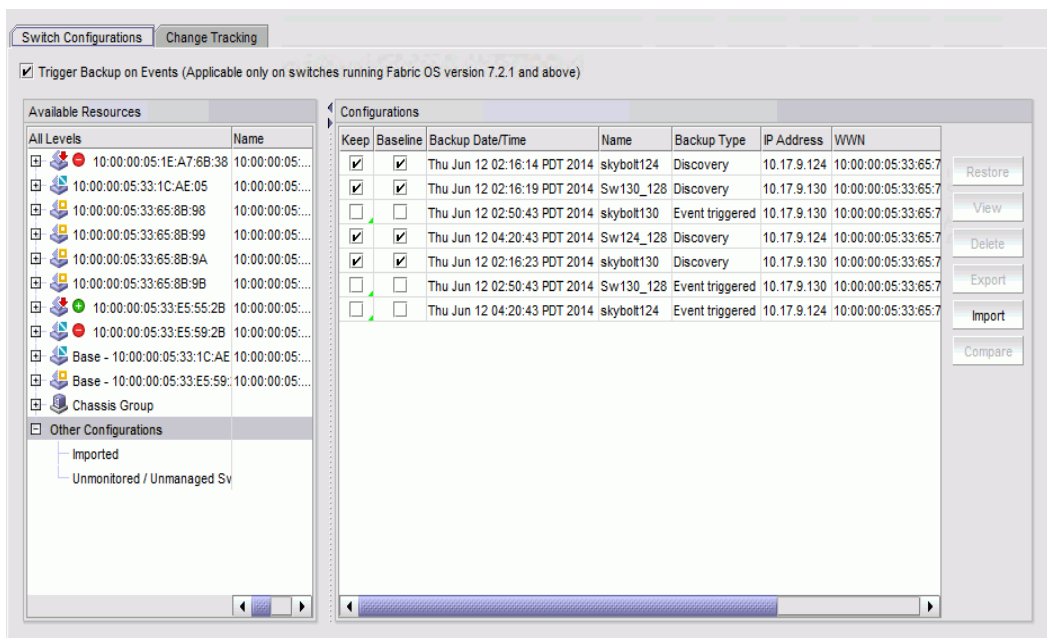 Switch Configurations Change Tracking
Trigger Backup on Events (Applicable only on switches running Fabric OS version 7.2.1 and above)
Available Resources
All Levels Name
10:00:00:05:1E:A7:6B:38 10:00:00:05:...
10:00:00:05:33:1C:AE:05 10:00:00:05:...
10:00:00:05:33:65:8B:98 10:00:00:05:...
10:00:00:05:33:65:8B:99 10:00:00:05:...
10:00:00:05:33:65:8B:9A 10:00:00:05:...
10:00:00:05:33:65:8B:9B 10:00:00:05:...
10:00:00:05:33:E5:55:2B 10:00:00:05:...
10:00:00:05:33:E5:59:2B 10:00:00:05:...
Base - 10:00:00:05:33:1C:AE 10:00:00:05:...
Base - 10:00:00:05:33:E5:59: 10:00:00:05:...
Chassis Group
Other Configurations
Imported
Unmonitored / Unmanaged Sv
Configurations
Keep Baseline Backup Date/Time Name Backup Type IP Address WWN
Thu Jun 12 02:16:14 PDT 2014 skybolt124 Discovery 10.17.9.124 10:00:00:05:33:65:7
Thu Jun 12 02:16:19 PDT 2014 Sw130_128 Discovery 10.17.9.130 10:00:00:05:33:65:7
Thu Jun 12 02:50:43 PDT 2014 skybolt130 Event triggered 10.17.9.130 10:00:00:05:33:65:7
Thu Jun 12 04:20:43 PDT 2014 Sw124_128 Discovery 10.17.9.124 10:00:00:05:33:65:7
Thu Jun 12 02:16:23 PDT 2014 skybolt130 Discovery 10.17.9.130 10:00:00:05:33:65:7
Thu Jun 12 02:50:43 PDT 2014 Sw130_128 Event triggered 10.17.9.130 10:00:00:05:33:65:7
Thu Jun 12 04:20:43 PDT 2014 skybolt124 Event triggered 10.17.9.124 10:00:00:05:33:65:7
Restore
View
Delete
Export
Import
Compare